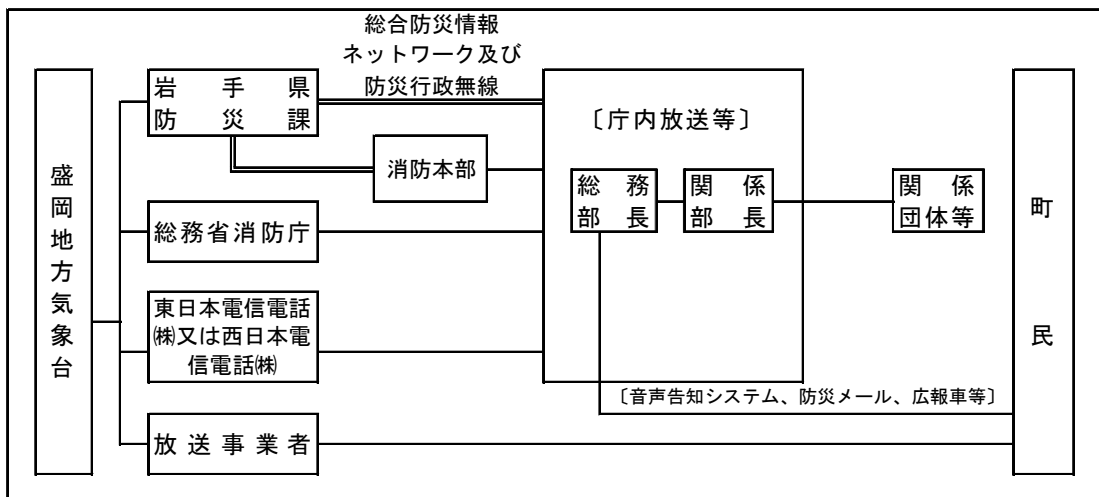 総合防災情報
ネットワーク及び
防災行政無線
盛岡地方気象台
岩手県
防災課
消防本部
総務省消防庁
東日本電信電話
㈱又は西日本電
信電話㈱
放送事業者
〔庁内放送等〕
総務
部長
関係
部長
関係
団体等
〔音声告知システム、防災メール、広報車等〕
町民